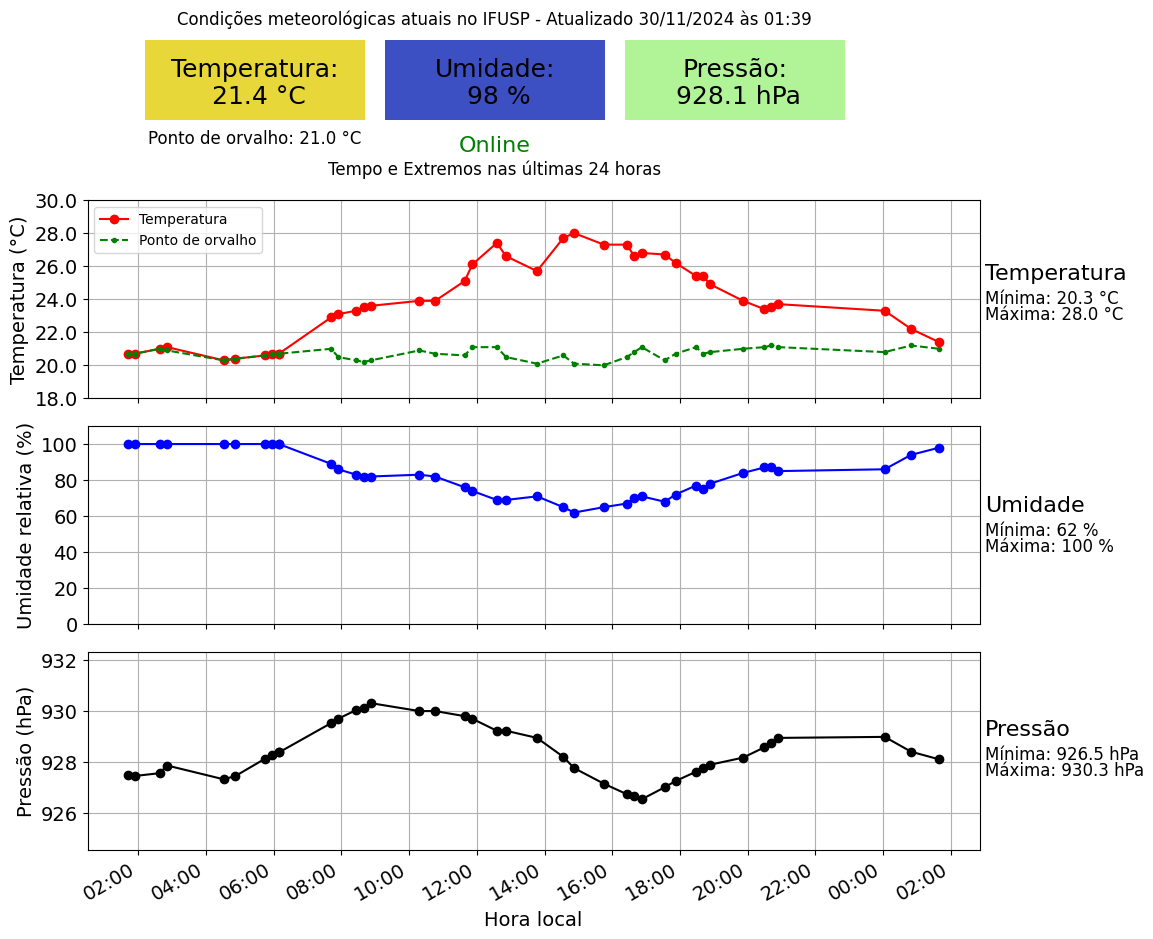 Condições meteorológicas atuais no IFUSP - Atualizado 30/11/2024 às 01:39
Temperatura:
21.4 °C
Umidade:
98 %
Pressão:
928.1 hPa
Ponto de orvalho: 21.0 °C
Online
Tempo e Extremos nas últimas 24 horas
Temperatura (°C)
30.0
28.0
26.0
24.0
22.0
20.0
18.0
Temperatura
Ponto de orvalho
Temperatura
Mínima: 20.3 °C
Máxima: 28.0 °C
Umidade relativa (%)
100
80
60
40
20
0
Umidade
Mínima: 62 %
Máxima: 100 %
Pressão (hPa)
932
930
928
926
Pressão
Mínima: 926.5 hPa
Máxima: 930.3 hPa
02:00 04:00 06:00 08:00 10:00 12:00 14:00 16:00 18:00 20:00 22:00 00:00 02:00
Hora local